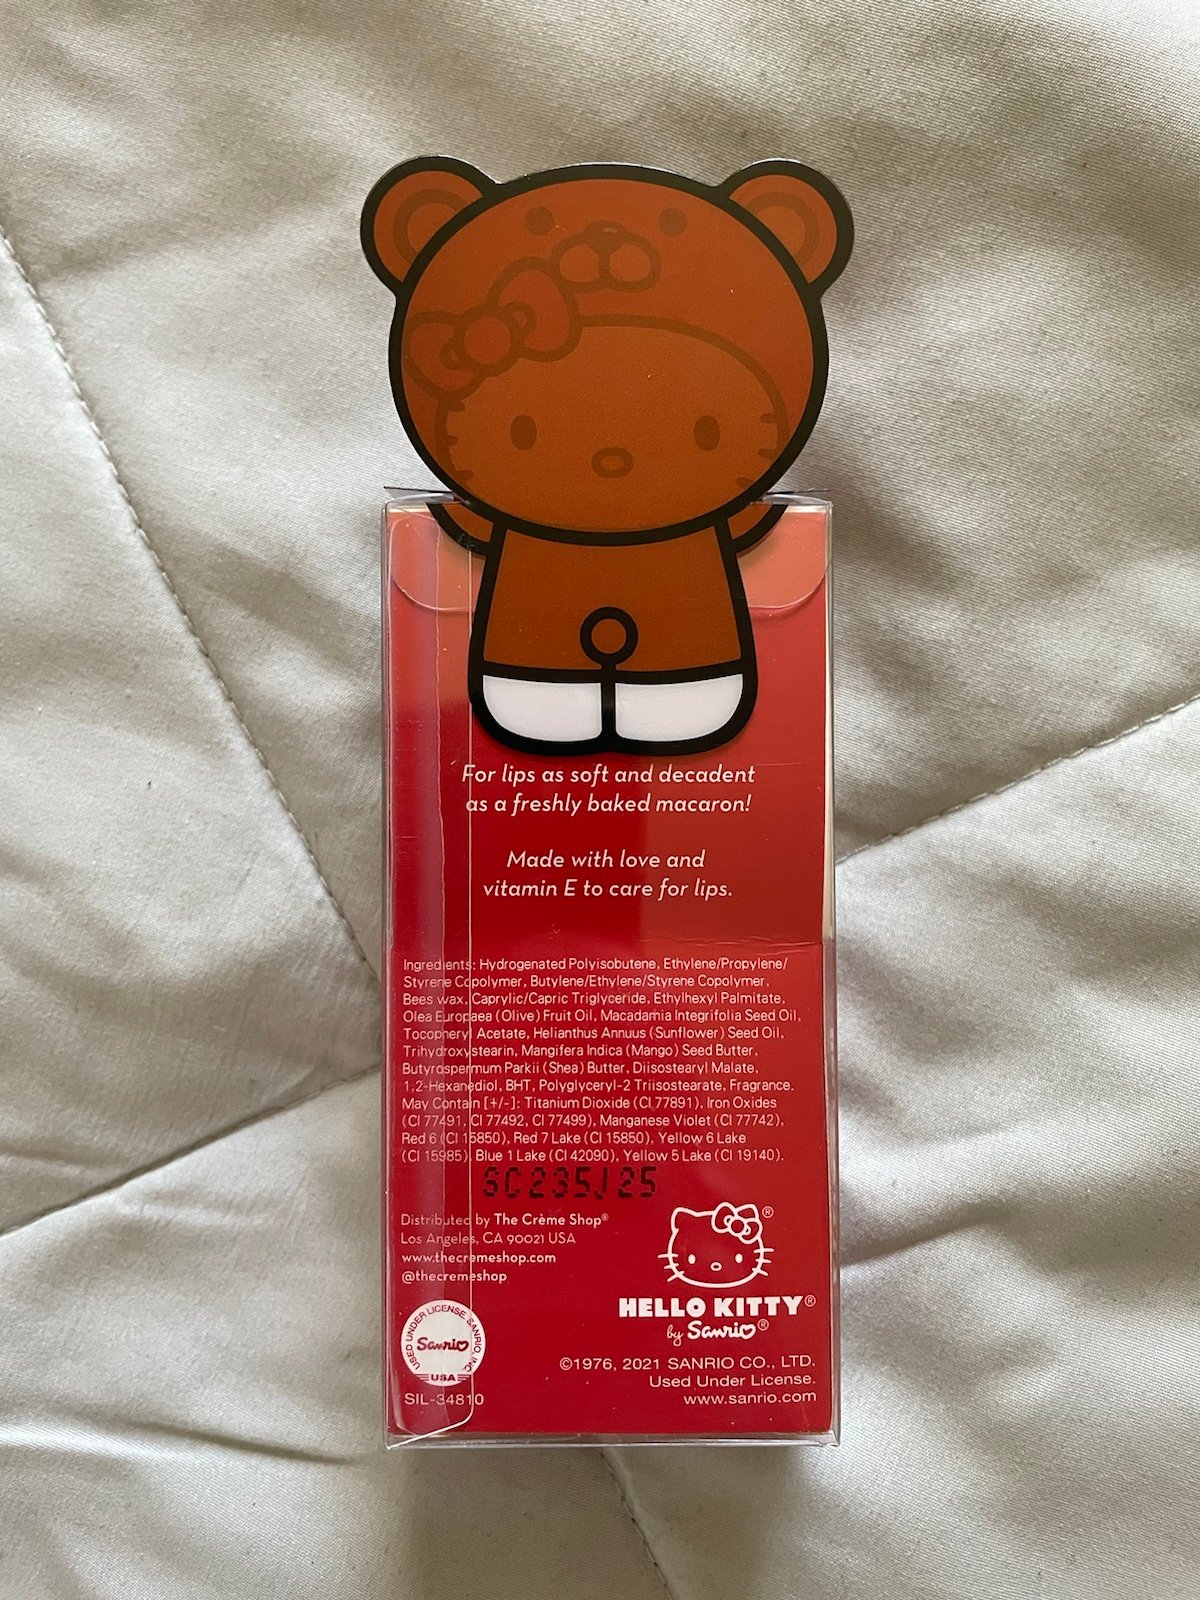 For lips as soft and decadent
as a freshly baked macaron!
Made with love and
vitamin E to care for lips.
Ingredients: Hydrogenated Polyisobutene, Ethylene/Propylene/
Styrene Copolymer, Butylene/Ethylene/Styrene Copolymer,
Bees wax, Caprylic/Capric Triglyceride, Ethylhexyl Palmitate,
Olea Europaea (Olive) Fruit Oil, Macadamia Integrifolia Seed Oil,
Tocopheryl Acetate, Helianthus Annuus (Sunflower) Seed Oil,
Trihydroxystearin, Mangifera Indica (Mango) Seed Butter,
Butyrospermum Parkii (Shea) Butter, Diisostearyl Malate,
1,2-Hexanediol, BHT, Polyglyceryl-2 Triisostearate, Fragrance.
May Contain [+/-]: Titanium Dioxide (CI 77891), Iron Oxides
(CI 77491, CI 77492, CI 77499), Manganese Violet (CI 77742),
Red 6 (CI 15850), Red 7 Lake (CI 15850), Yellow 6 Lake
(CI 15985), Blue 1 Lake (CI 42090), Yellow 5 Lake (CI 19140).
SC235J25
Distributed by The Crème Shop®
Los Angeles, CA 90021 USA
www.thecremeshop.com
@thecremeshop
USED UNDER LICENSE SANRIO, INC.
Sanrio
USA
SIL-34810
®
HELLO KITTY®
by Sanrio®
©1976, 2021 SANRIO CO., LTD.
Used Under License.
www.sanrio.com